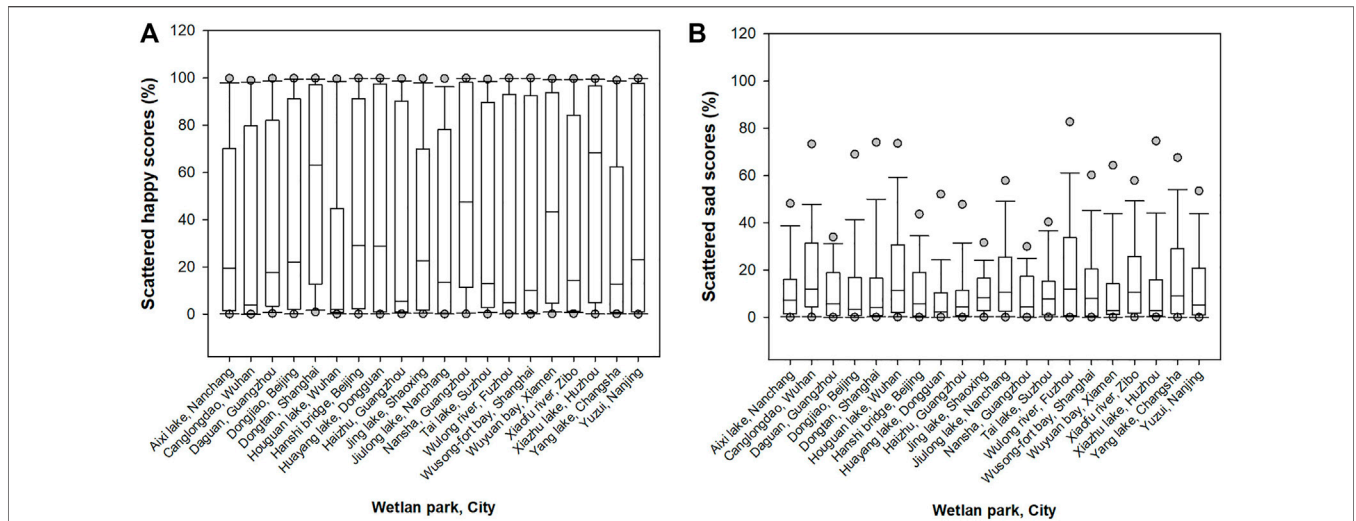 A
Scattered happy scores (%)
120
100
80
60
40
20
0
Aixi lake, Nanchang
Canglongdao, Wuhan
Daguan, Guangzhou
Dongjiao, Beijing
Dongtan, Shanghai
Houguan lake, Wuhan
Hanshi bridge, Beijing
Huayang lake, Dongguan
Haizhu, Guangzhou
Jing lake, Shaoxing
Jiulong lake, Nanchang
Nansha, Guangzhou
Tai lake, Suzhou
Wulong river, Fuzhou
Wusong-fort bay, Shanghai
Wuyuan bay, Xiamen
Xiaofu river, Zibo
Xiazhu lake, Huzhou
Yang lake, Changsha
Yuzui, Nanjing
Wetlan park, City
B
Scattered sad scores (%)
120
100
80
60
40
20
0
Aixi lake, Nanchang
Canglongdao, Wuhan
Daguan, Guangzhou
Dongjiao, Beijing
Dongtan, Shanghai
Houguan lake, Wuhan
Hanshi bridge, Beijing
Huayang lake, Dongguan
Haizhu, Guangzhou
Jing lake, Shaoxing
Jiulong lake, Nanchang
Nansha, Guangzhou
Tai lake, Suzhou
Wulong river, Fuzhou
Wusong-fort bay, Shanghai
Wuyuan bay, Xiamen
Xiaofu river, Zibo
Xiazhu lake, Huzhou
Yang lake, Changsha
Yuzui, Nanjing
Wetlan park, City